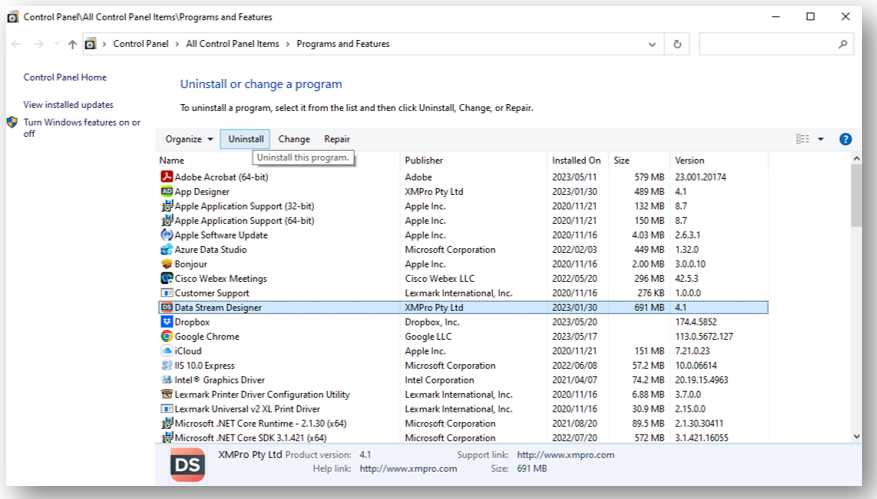 Control Panel\All Control Panel Items\Programs and Features
Control Panel > All Control Panel Items > Programs and Features
Control Panel Home
View installed updates
Turn Windows features on or
off
Uninstall or change a program
To uninstall a program, select it from the list and then click Uninstall, Change, or Repair.
Organize Uninstall Change Repair
Uninstall this program.
Name Publisher Installed On Size Version
Adobe Acrobat (64-bit) Adobe 2023/05/11 579 MB 23.001.20174
AD App Designer XMPro Pty Ltd 2023/01/30 489 MB 4.1
Apple Application Support (32-bit) Apple Inc. 2020/11/21 132 MB 8.7
Apple Application Support (64-bit) Apple Inc. 2020/11/21 150 MB 8.7
Apple Software Update Apple Inc. 2020/11/16 4.03 MB 2.6.3.1
Azure Data Studio Microsoft Corporation 2022/02/03 449 MB 1.32.0
Bonjour Apple Inc. 2020/11/16 2.00 MB 3.0.0.10
Cisco Webex Meetings Cisco Webex LLC 2022/05/20 296 MB 42.5.3
Customer Support Lexmark International, Inc. 2020/11/16 276 KB 1.0.0.0
DS Data Stream Designer XMPro Pty Ltd 2023/01/30 691 MB 4.1
Dropbox Dropbox, Inc. 2023/05/20 174.4.5852
Google Chrome Google LLC 2023/05/17 113.0.5672.127
iCloud Apple Inc. 2020/11/21 151 MB 7.21.0.23
IIS 10.0 Express Microsoft Corporation 2022/06/08 57.2 MB 10.0.06614
Intel® Graphics Driver Intel Corporation 2021/04/07 74.2 MB 20.19.15.4963
Lexmark Printer Driver Configuration Utility Lexmark International, Inc. 2020/11/16 6.88 MB 3.7.0.0
Lexmark Universal v2 XL Print Driver Lexmark International, Inc. 2020/11/16 30.9 MB 2.15.0.0
Microsoft .NET Core Runtime - 2.1.30 (x64) Microsoft Corporation 2021/08/20 89.5 MB 2.1.30.30411
Microsoft .NET Core SDK 3.1.421 (x64) Microsoft Corporation 2022/07/20 572 MB 3.1.421.16055
DS
XMPro Pty Ltd Product version: 4.1 Support link: http://www.xmpro.com
Help link: http://www.xmpro.com Size: 691 MB